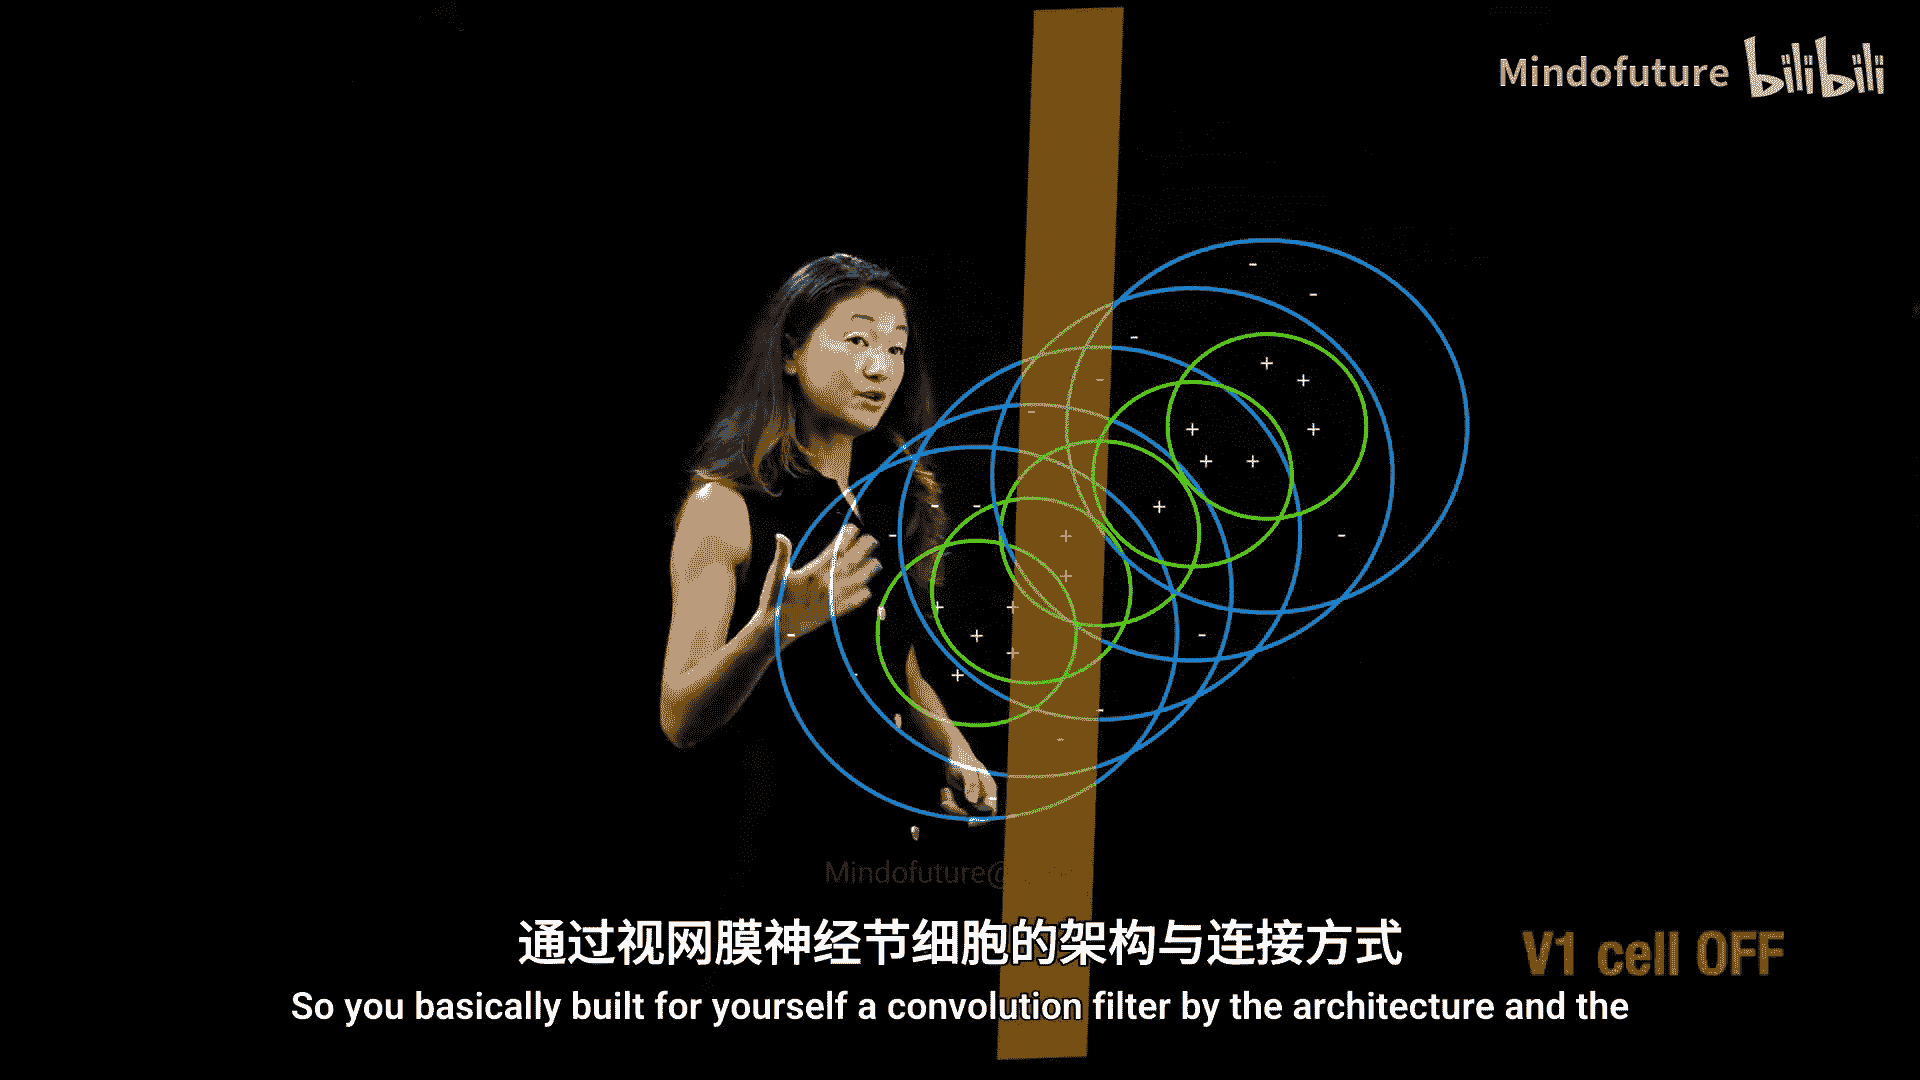 Mindofuture bilibili
Mindofuture@
通过视网膜神经节细胞的架构与连接方式
V1 cell OFF
So you basically built for yourself a convolution filter by the architecture and the